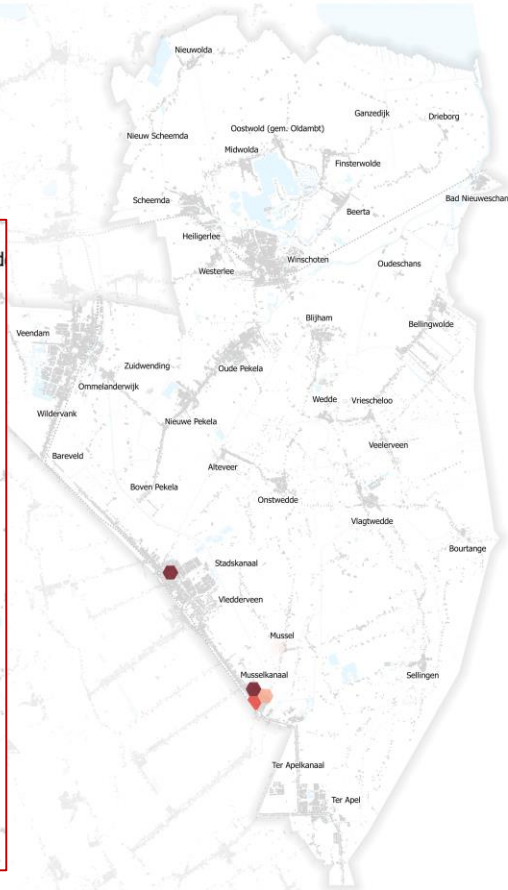 Nieuwolda
Ganzedijk
Drieborg
Oostwold (gem. Oldambt)
Nieuw Scheemda
Midwolda
Finsterwolde
Scheemda
Bad Nieuweschan
Beerta
Heiligerlee
Winschoten
Oudeschans
Westerlee
Blijham
Bellingwolde
Veendam
Zuidwending
Oude Pekela
Ommelanderwijk
Wedde
Vriescheloo
Wildervank
Nieuwe Pekela
Veelerveen
Bareveld
Alteveer
Boven Pekela
Onstwedde
Vlagtwedde
Bourtange
Stadskanaal
Vledderveen
Mussel
Musselkanaal
Sellingen
Ter Apelkanaal
Ter Apel